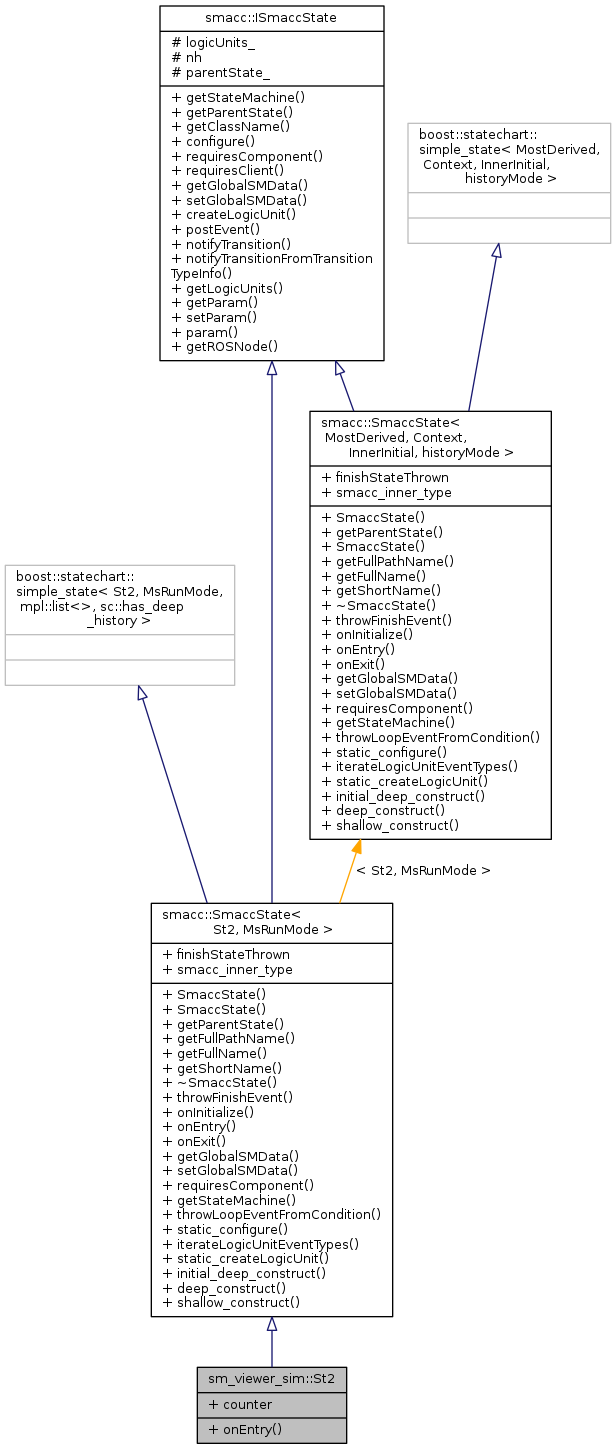 smacc::ISmaccState
# logicUnits_
# nh
# parentState_
+ getStateMachine()
+ getParentState()
+ getClassName()
+ configure()
+ requiresComponent()
+ requiresClient()
+ getGlobalSMData()
+ setGlobalSMData()
+ createLogicUnit()
+ postEvent()
+ notifyTransition()
+ notifyTransitionFromTransition
TypeInfo()
+ getLogicUnits()
+ getParam()
+ setParam()
+ param()
+ getROSNode()
boost::statechart::
simple_state< MostDerived,
Context, InnerInitial,
historyMode >
smacc::SmaccState<
MostDerived, Context,
InnerInitial, historyMode >
+ finishStateThrown
+ smacc_inner_type
+ SmaccState()
+ getParentState()
+ SmaccState()
+ getFullPathName()
+ getFullName()
+ getShortName()
+ ~SmaccState()
+ throwFinishEvent()
+ onInitialize()
+ onEntry()
+ onExit()
+ getGlobalSMData()
+ setGlobalSMData()
+ requiresComponent()
+ getStateMachine()
+ throwLoopEventFromCondition()
+ static_configure()
+ iterateLogicUnitEventTypes()
+ static_createLogicUnit()
+ initial_deep_construct()
+ deep_construct()
+ shallow_construct()
boost::statechart::
simple_state< St2, MsRunMode,
mpl::list<>, sc::has_deep
_history >
< St2, MsRunMode >
smacc::SmaccState<
St2, MsRunMode >
+ finishStateThrown
+ smacc_inner_type
+ SmaccState()
+ SmaccState()
+ getParentState()
+ getFullPathName()
+ getFullName()
+ getShortName()
+ ~SmaccState()
+ throwFinishEvent()
+ onInitialize()
+ onEntry()
+ onExit()
+ getGlobalSMData()
+ setGlobalSMData()
+ requiresComponent()
+ getStateMachine()
+ throwLoopEventFromCondition()
+ static_configure()
+ iterateLogicUnitEventTypes()
+ static_createLogicUnit()
+ initial_deep_construct()
+ deep_construct()
+ shallow_construct()
sm_viewer_sim::St2
+ counter
+ onEntry()